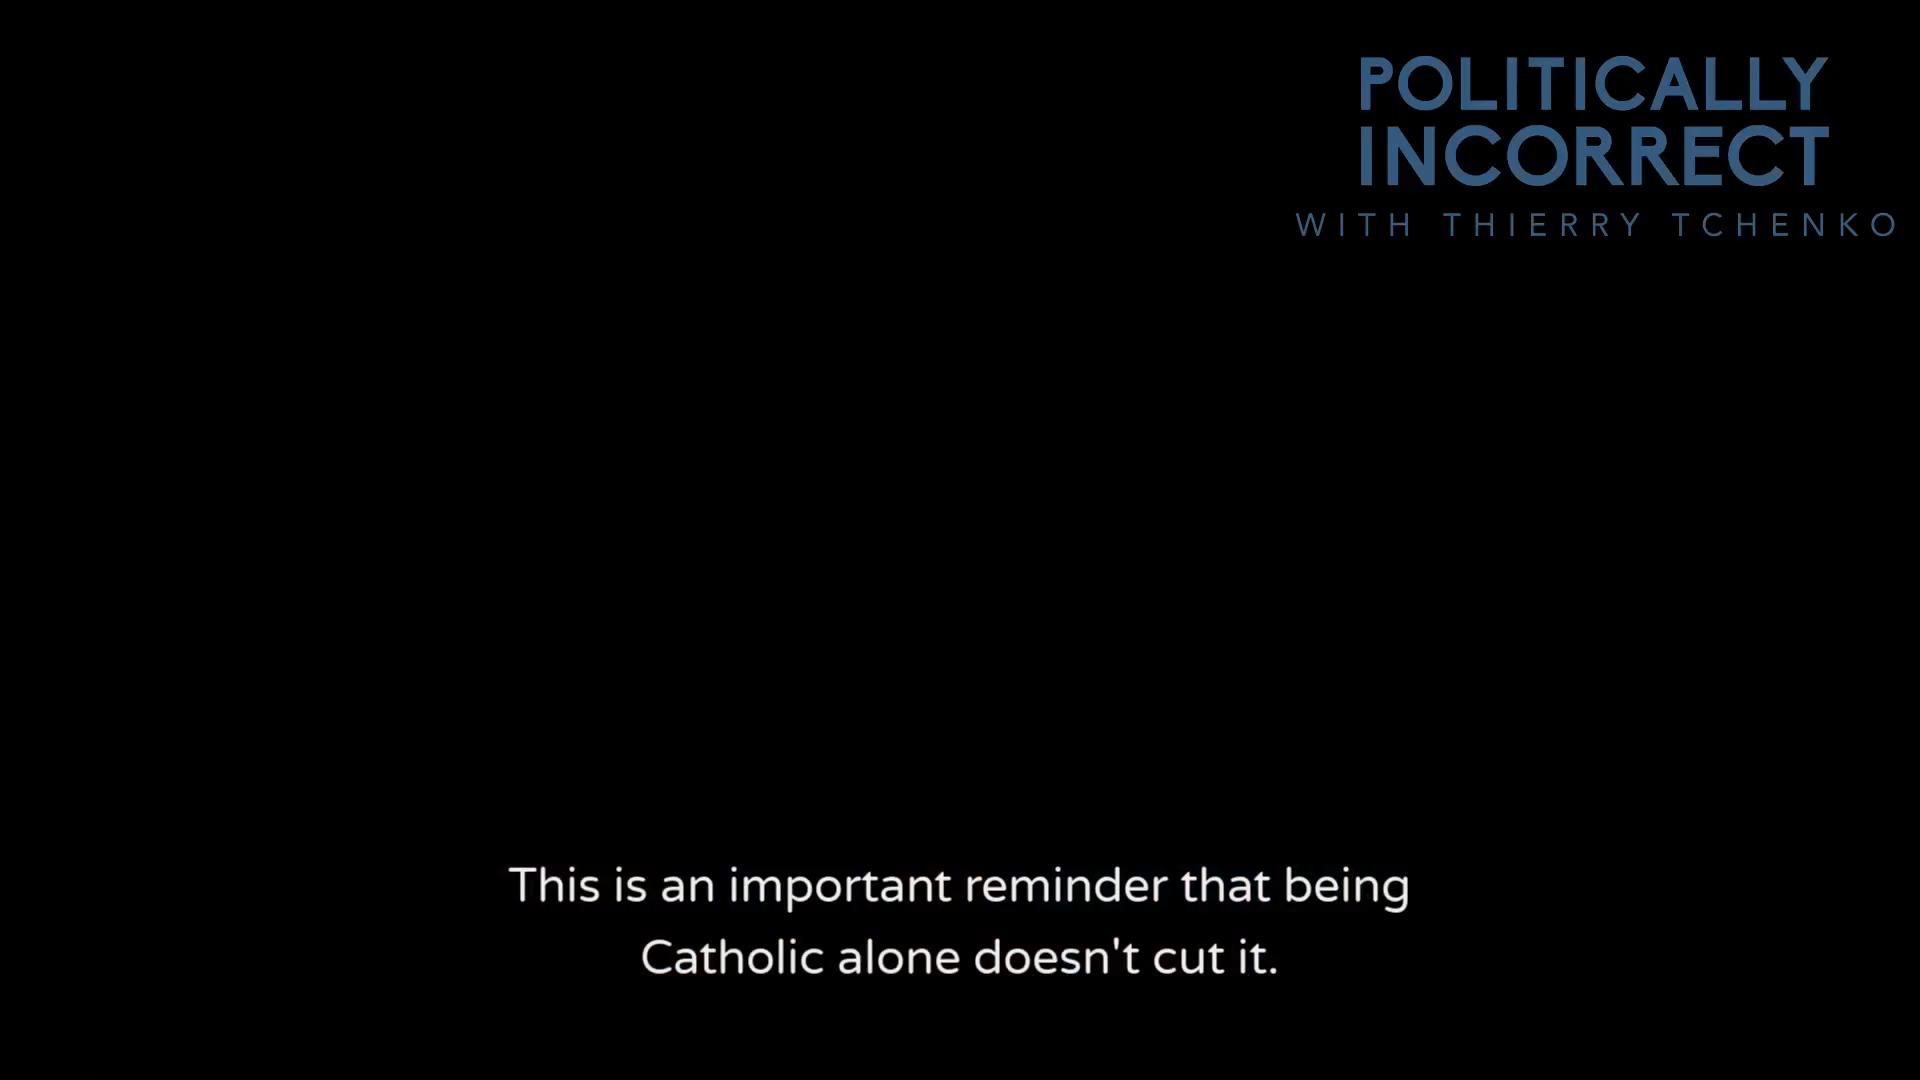 POLITICALLY
INCORRECT
WITH THIERRY TCHENKO
This is an important reminder that being
Catholic alone doesn't cut it.